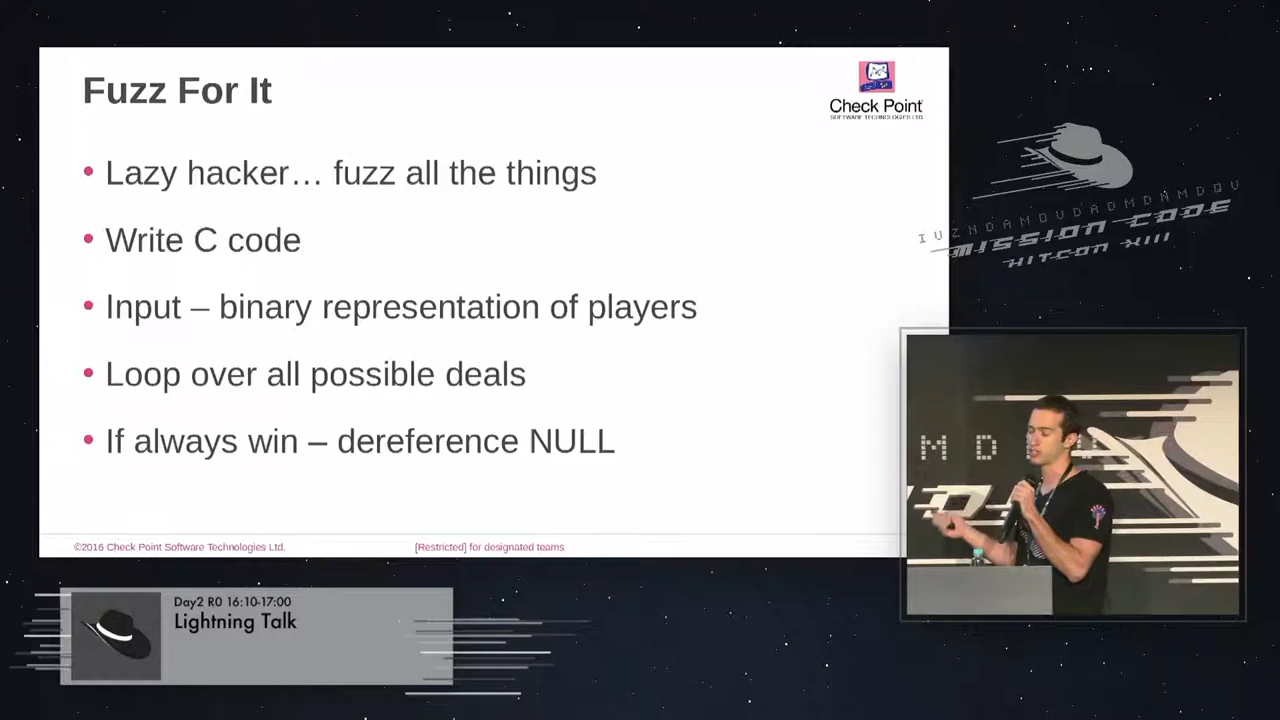 Fuzz For It
Check Point
SOFTWARE TECHNOLOGIES LTD.
• Lazy hacker… fuzz all the things
• Write C code
• Input – binary representation of players
• Loop over all possible deals
• If always win – dereference NULL
©2016 Check Point Software Technologies Ltd.
[Restricted] for designated teams
MISSION CODE
HITCON XIII
M D
Day2 R0 16:10-17:00
Lightning Talk